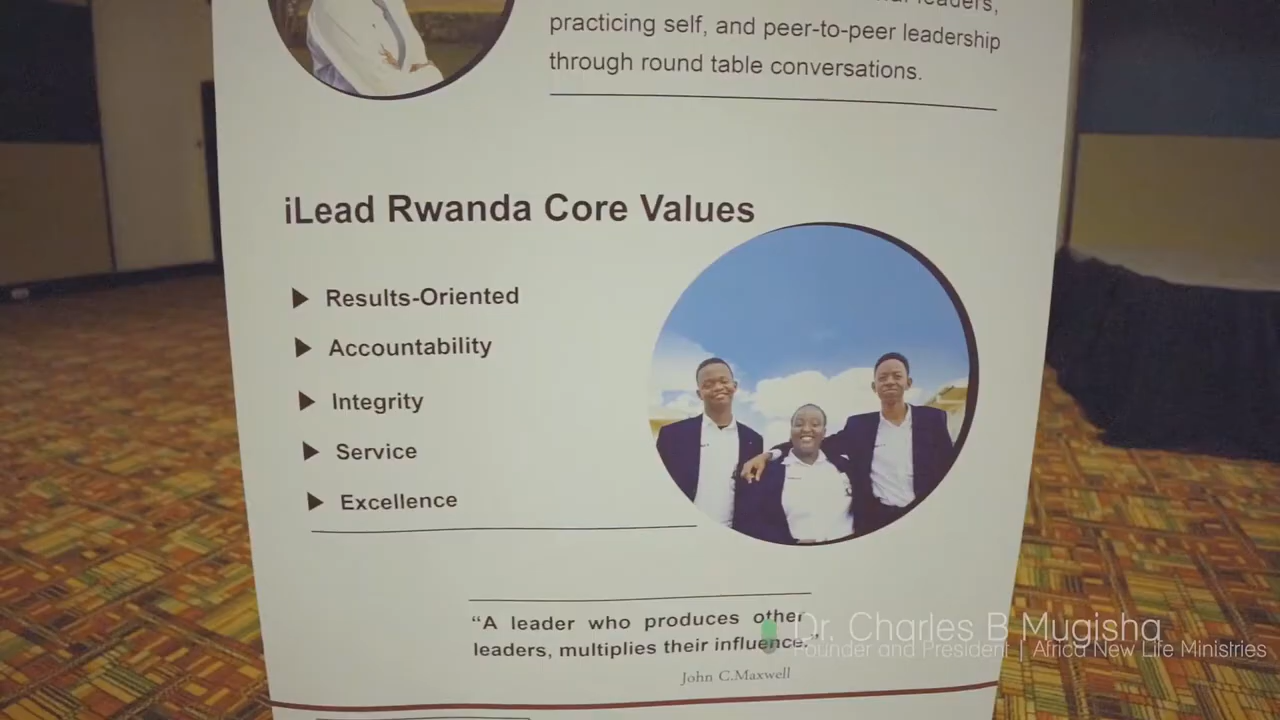 leaders,
practicing self, and peer-to-peer leadership
through round table conversations.
iLead Rwanda Core Values
Results-Oriented
Accountability
Integrity
Service
Excellence
“A leader who produces other
leaders, multiplies their influence.”
John C.Maxwell
Dr. Charles B Mugisha
Founder and President | Africa New Life Ministries